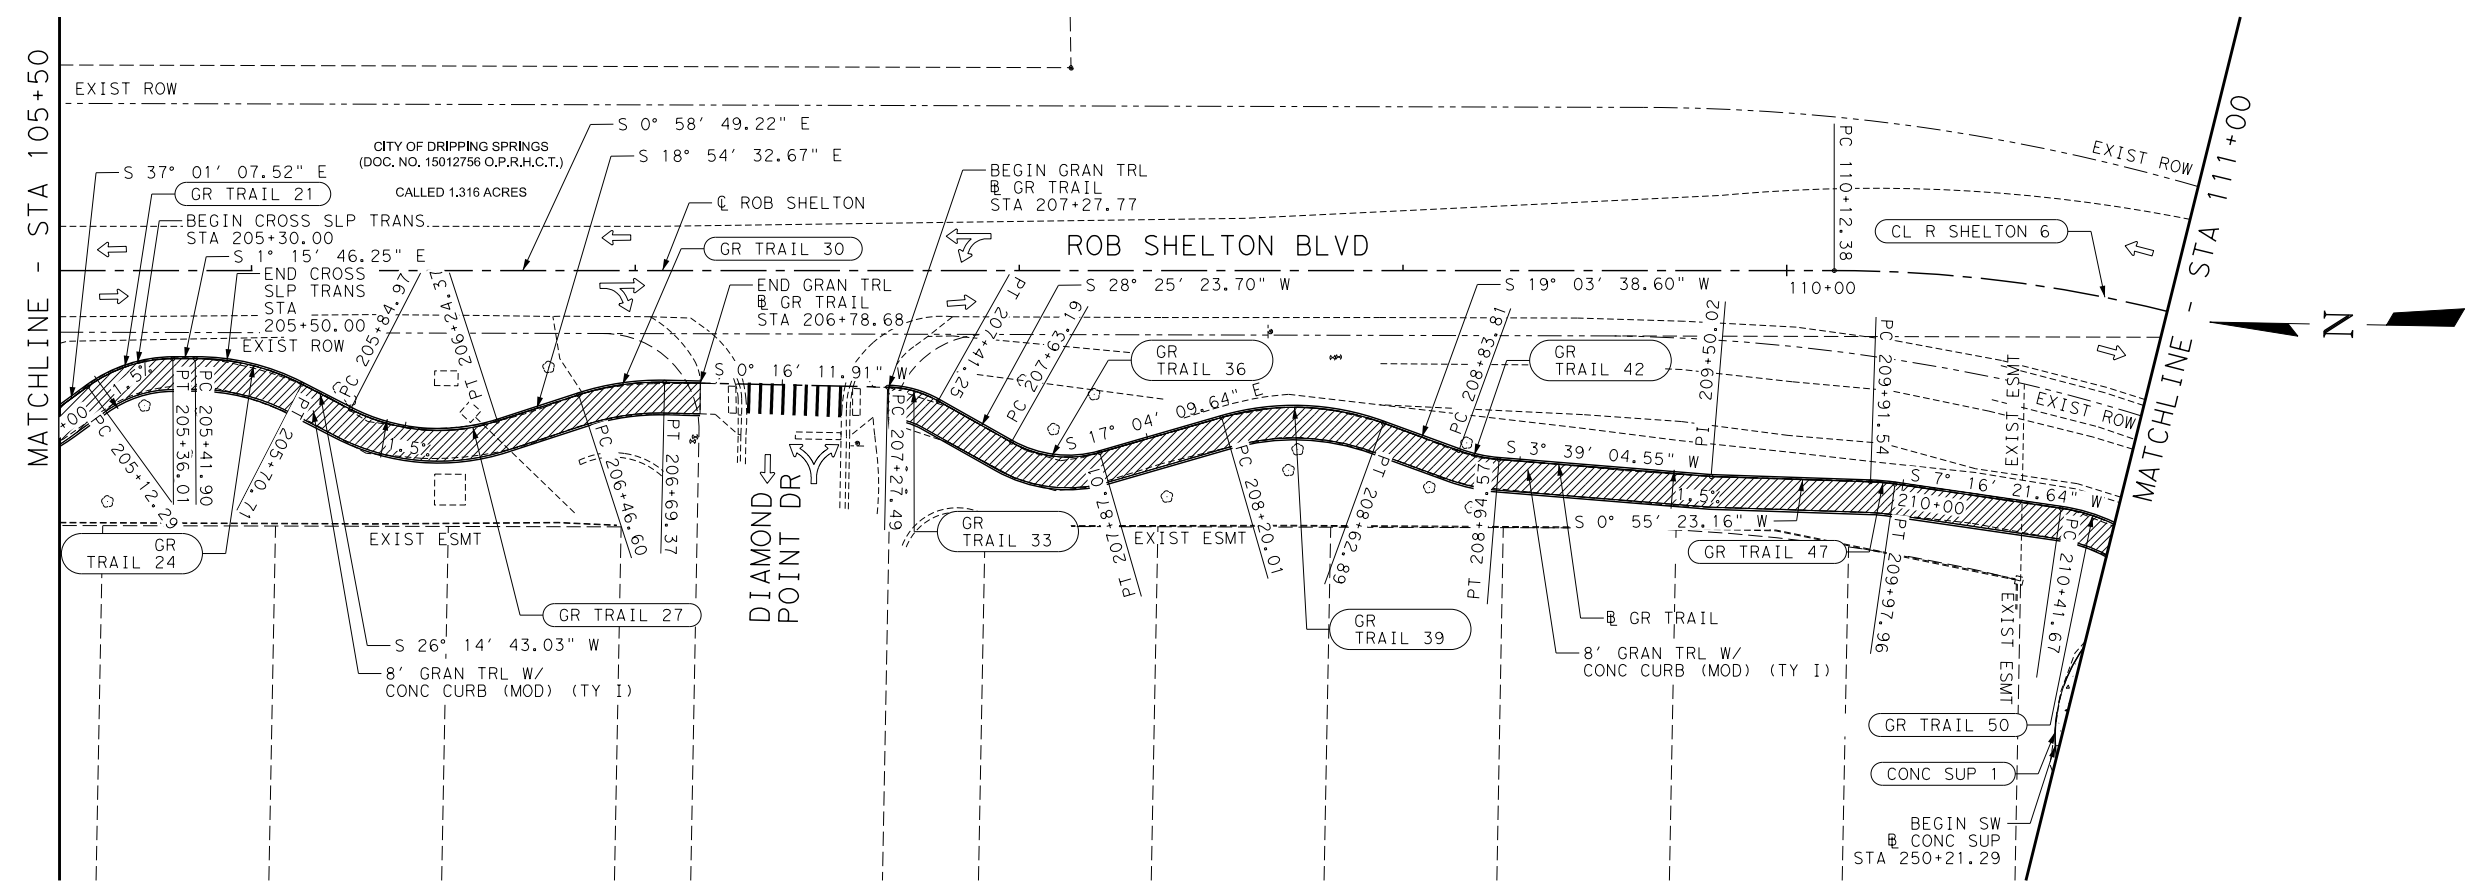 MATCHLINE - STA 105+50
EXIST ROW
S 37° 01' 07.52" E
GR TRAIL 21
BEGIN CROSS SLP TRANS
STA 205+30.00
S 1° 15' 46.25" E
END CROSS
SLP TRANS
STA
205+50.00
EXIST ROW
CITY OF DRIPPING SPRINGS
(DOC. NO. 15012756 O.P.R.H.C.T.)
CALLED 1.316 ACRES
S 0° 58' 49.22" E
S 18° 54' 32.67" E
℄ ROB SHELTON
GR TRAIL 30
END GRAN TRL
BL GR TRAIL
STA 206+78.68
BEGIN GRAN TRL
BL GR TRAIL
STA 207+27.77
ROB SHELTON BLVD
S 28° 25' 23.70" W
S 19° 03' 38.60" W
110+00
PC 110+12.38
CL R SHELTON 6
EXIST ROW
MATCHLINE - STA 111+00
N
1.5%
+00
PC 205+12.29
PT 205+36.01
PC 205+41.90
PT 205+70.71
PC 205+84.97
PT 206+24.37
1.5%
PC 206+46.60
PT 206+69.37
S 0° 16' 11.91" W
PC 207+27.49
PT 207+41.25
PC 207+63.19
GR
TRAIL 36
S 17° 04' 09.64" E
PT 207+87.01
PC 208+20.01
PT 208+62.89
PC 208+83.81
PT 208+94.57
GR
TRAIL 42
S 3° 39' 04.55" W
PI 209+50.02
1.5%
PC 209+91.54
S 7° 16' 21.64" W
210+00
EXIST ESMT
EXIST ROW
S 0° 55' 23.16" W
GR TRAIL 47
PT 209+97.96
PC 210+41.67
EXIST ESMT
GR
TRAIL 24
EXIST ESMT
GR TRAIL 27
S 26° 14' 43.03" W
8' GRAN TRL W/
CONC CURB (MOD) (TY I)
DIAMOND
POINT DR
GR
TRAIL 33
EXIST ESMT
GR
TRAIL 39
BL GR TRAIL
8' GRAN TRL W/
CONC CURB (MOD) (TY I)
GR TRAIL 50
CONC SUP 1
BEGIN SW
BL CONC SUP
STA 250+21.29
MATCHLINE - STA 111+00